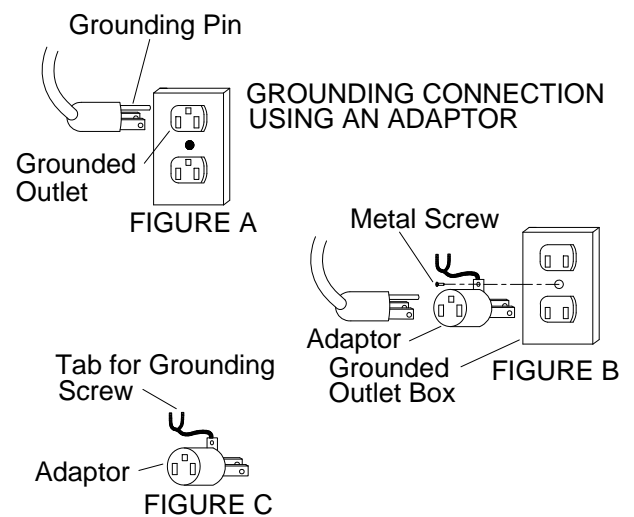 Grounding Pin
GROUNDING CONNECTION
USING AN ADAPTOR
Grounded
Outlet
FIGURE A
Metal Screw
Adaptor
Grounded
Outlet Box
FIGURE B
Tab for Grounding
Screw
Adaptor
FIGURE C